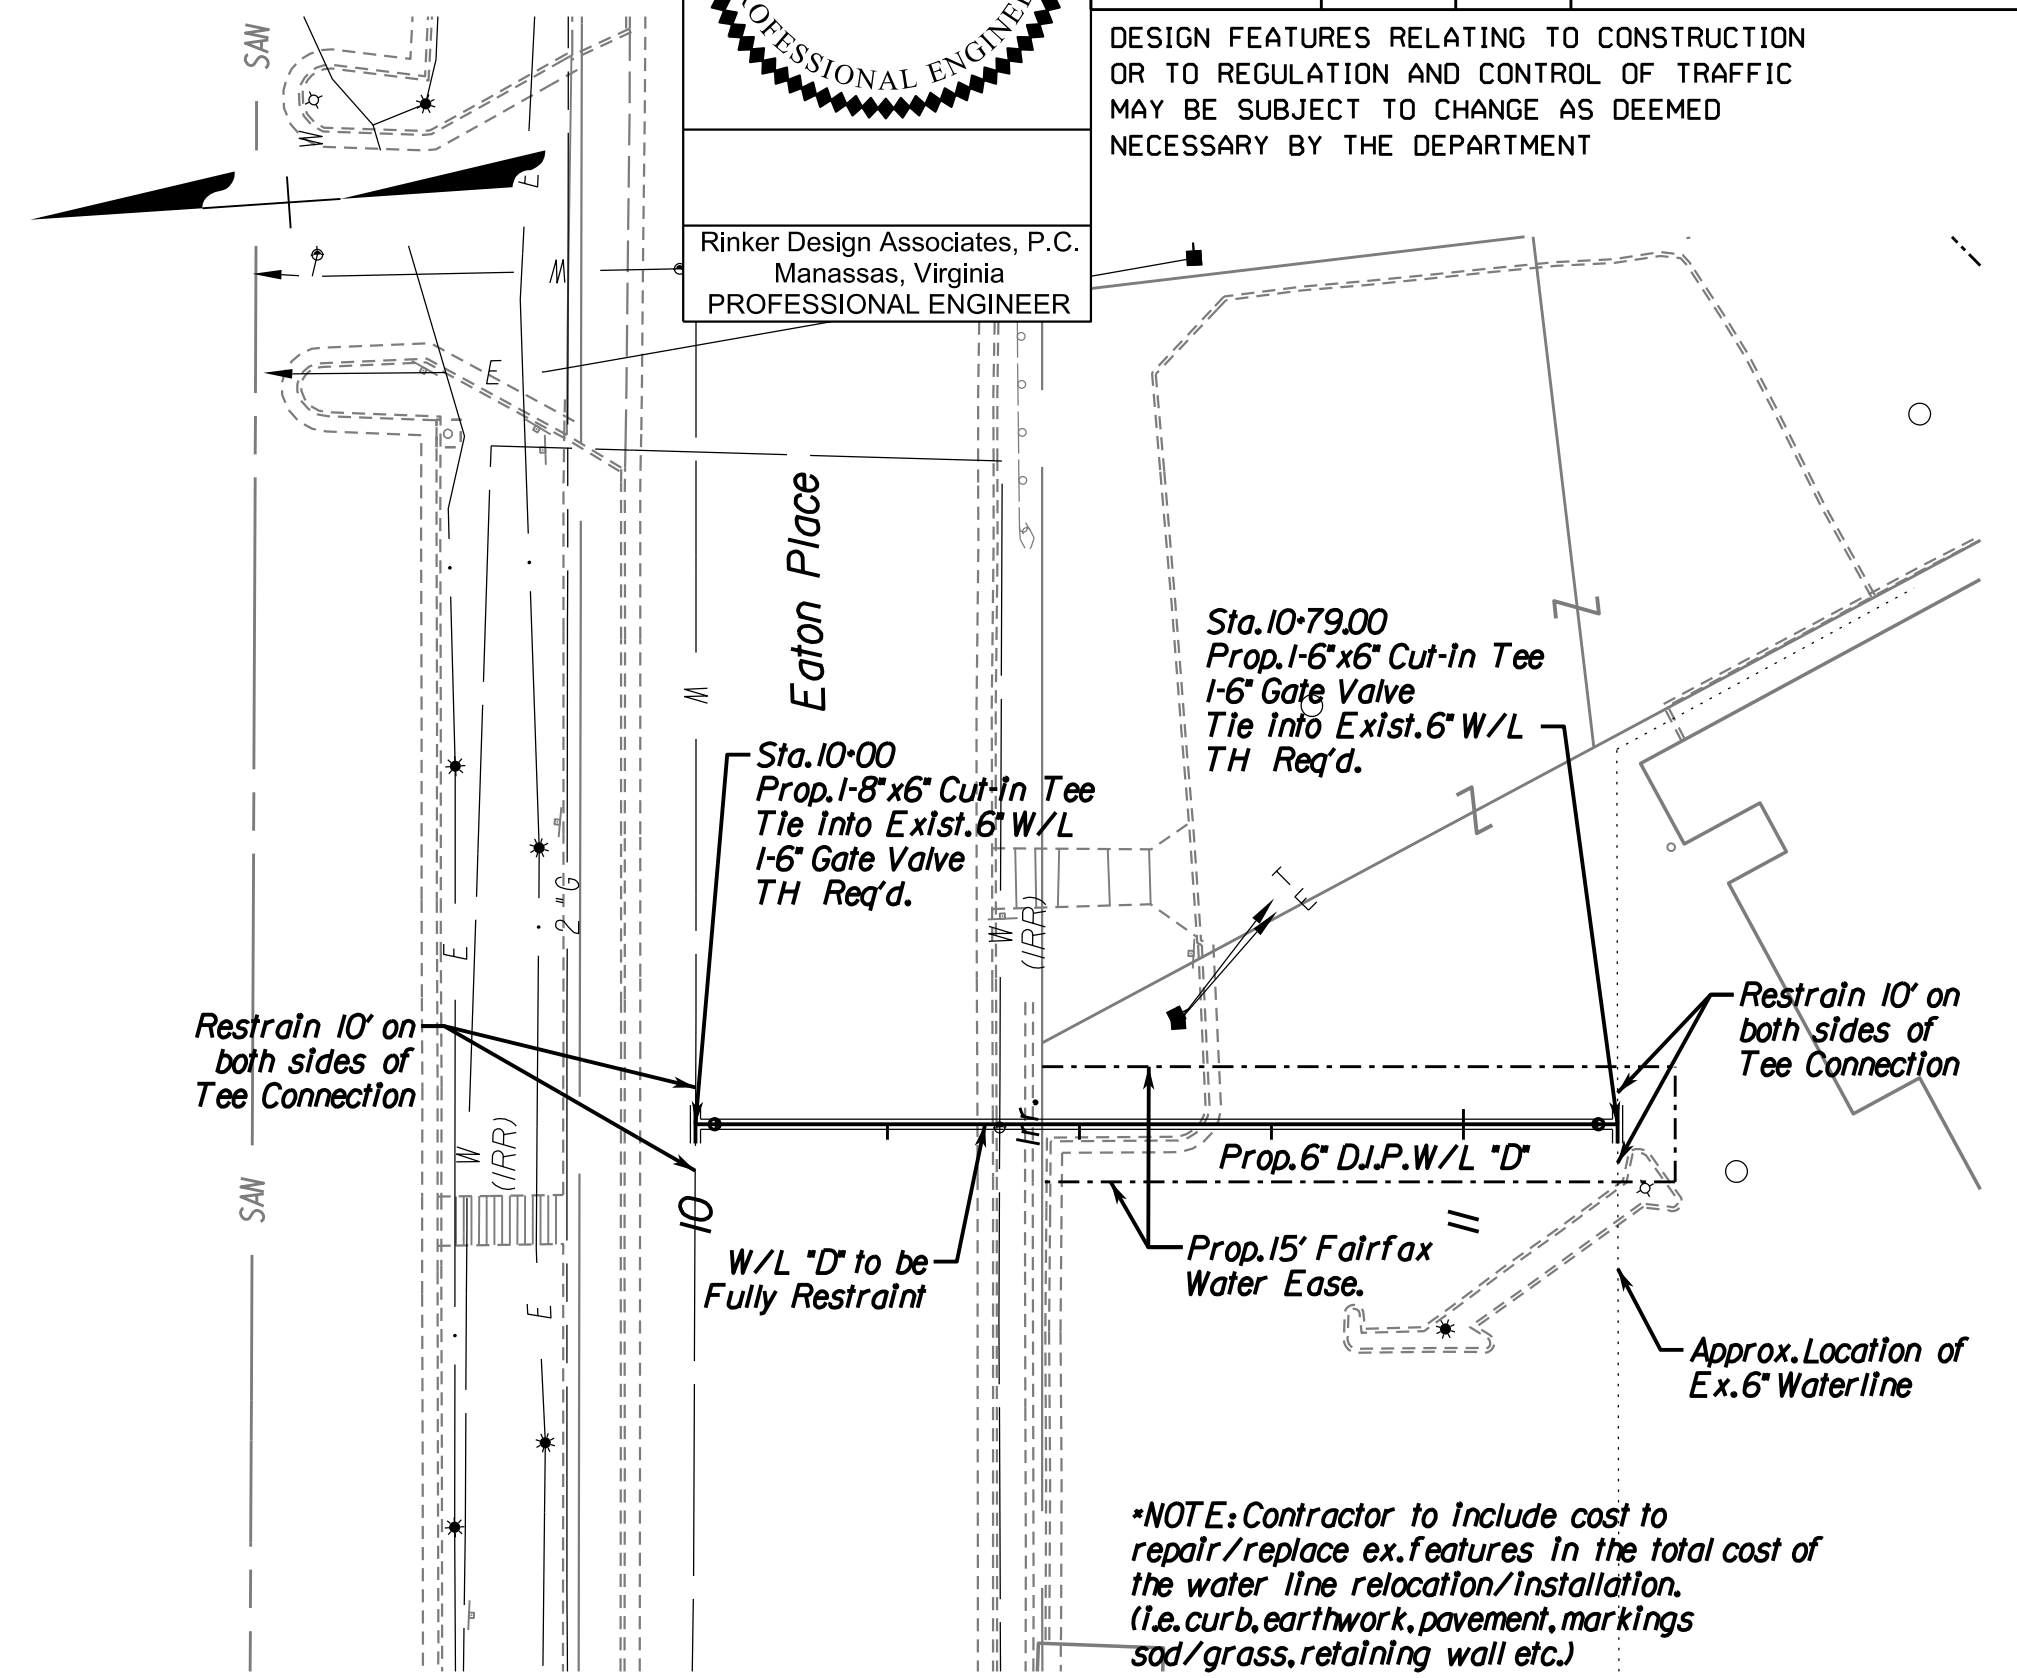 SAN
PROFESSIONAL ENGINEER
DESIGN FEATURES RELATING TO CONSTRUCTION
OR TO REGULATION AND CONTROL OF TRAFFIC
MAY BE SUBJECT TO CHANGE AS DEEMED
NECESSARY BY THE DEPARTMENT
W
E
Rinker Design Associates, P.C.
Manassas, Virginia
PROFESSIONAL ENGINEER
W
E
Eaton Place
W
Sta.10+79.00
Prop.1-6"x6" Cut-in Tee
1-6" Gate Valve
Tie into Exist.6" W/L
TH Req'd.
Sta.10+00
Prop.1-8"x6" Cut-in Tee
Tie into Exist.6" W/L
1-6" Gate Valve
TH Req'd.
2"G
E
W
(IRR)
T
E
Restrain 10' on
both sides of
Tee Connection
Restrain 10' on
both sides of
Tee Connection
Irr.
W
(IRR)
SAN
Prop.6" D.I.P.W/L "D"
10
11
E
W/L "D" to be
Fully Restraint
Prop.15' Fairfax
Water Ease.
Approx.Location of
Ex.6" Waterline
*NOTE:Contractor to include cost to
repair/replace ex.features in the total cost of
the water line relocation/installation.
(i.e.curb,earthwork,pavement,markings
sod/grass,retaining wall etc.)